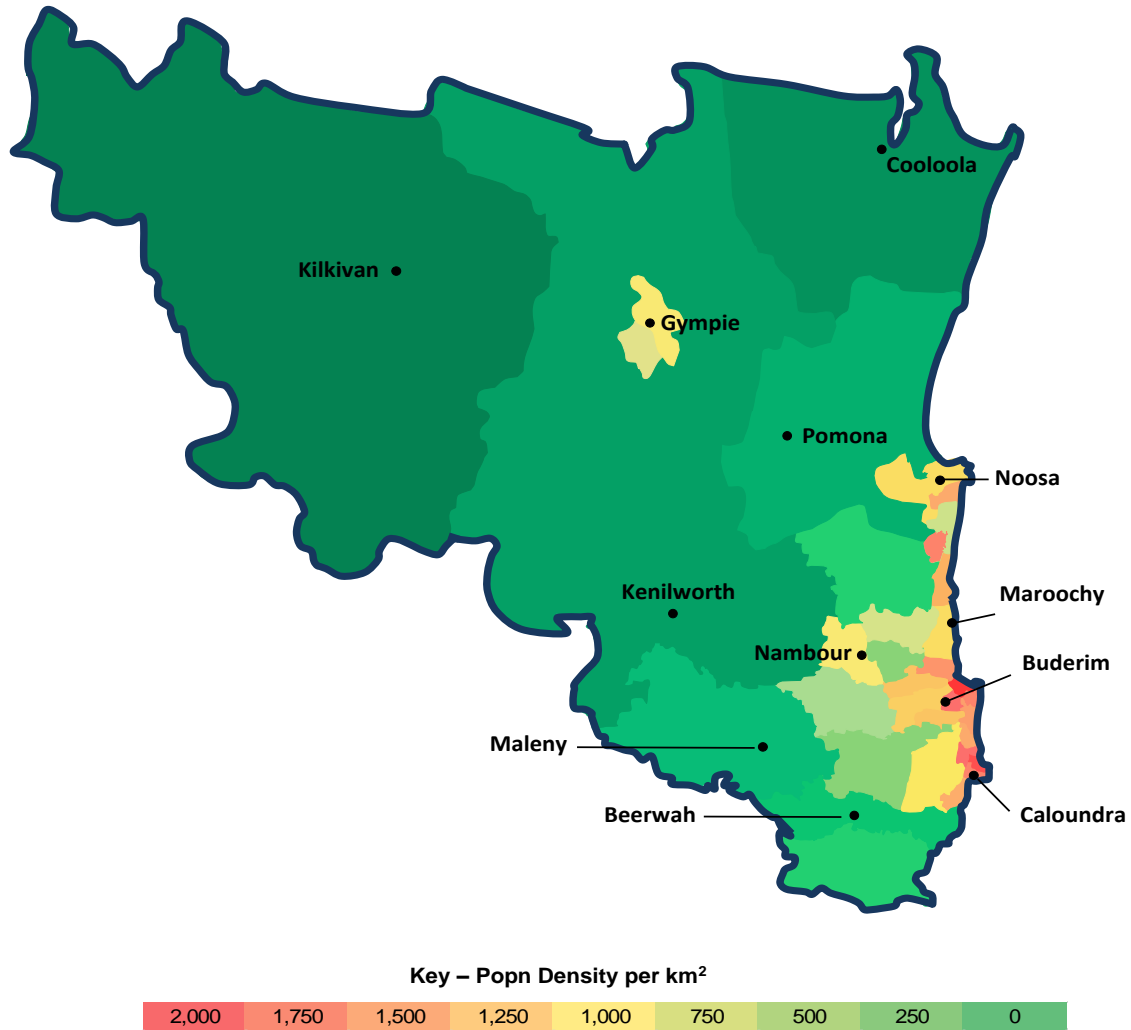 Cooloola
Kilkivan
Gympie
Pomona
Noosa
Kenilworth
Maroochy
Nambour
Buderim
Maleny
Beerwah
Caloundra
Key – Popn Density per km²
2,000 1,750 1,500 1,250 1,000 750 500 250 0